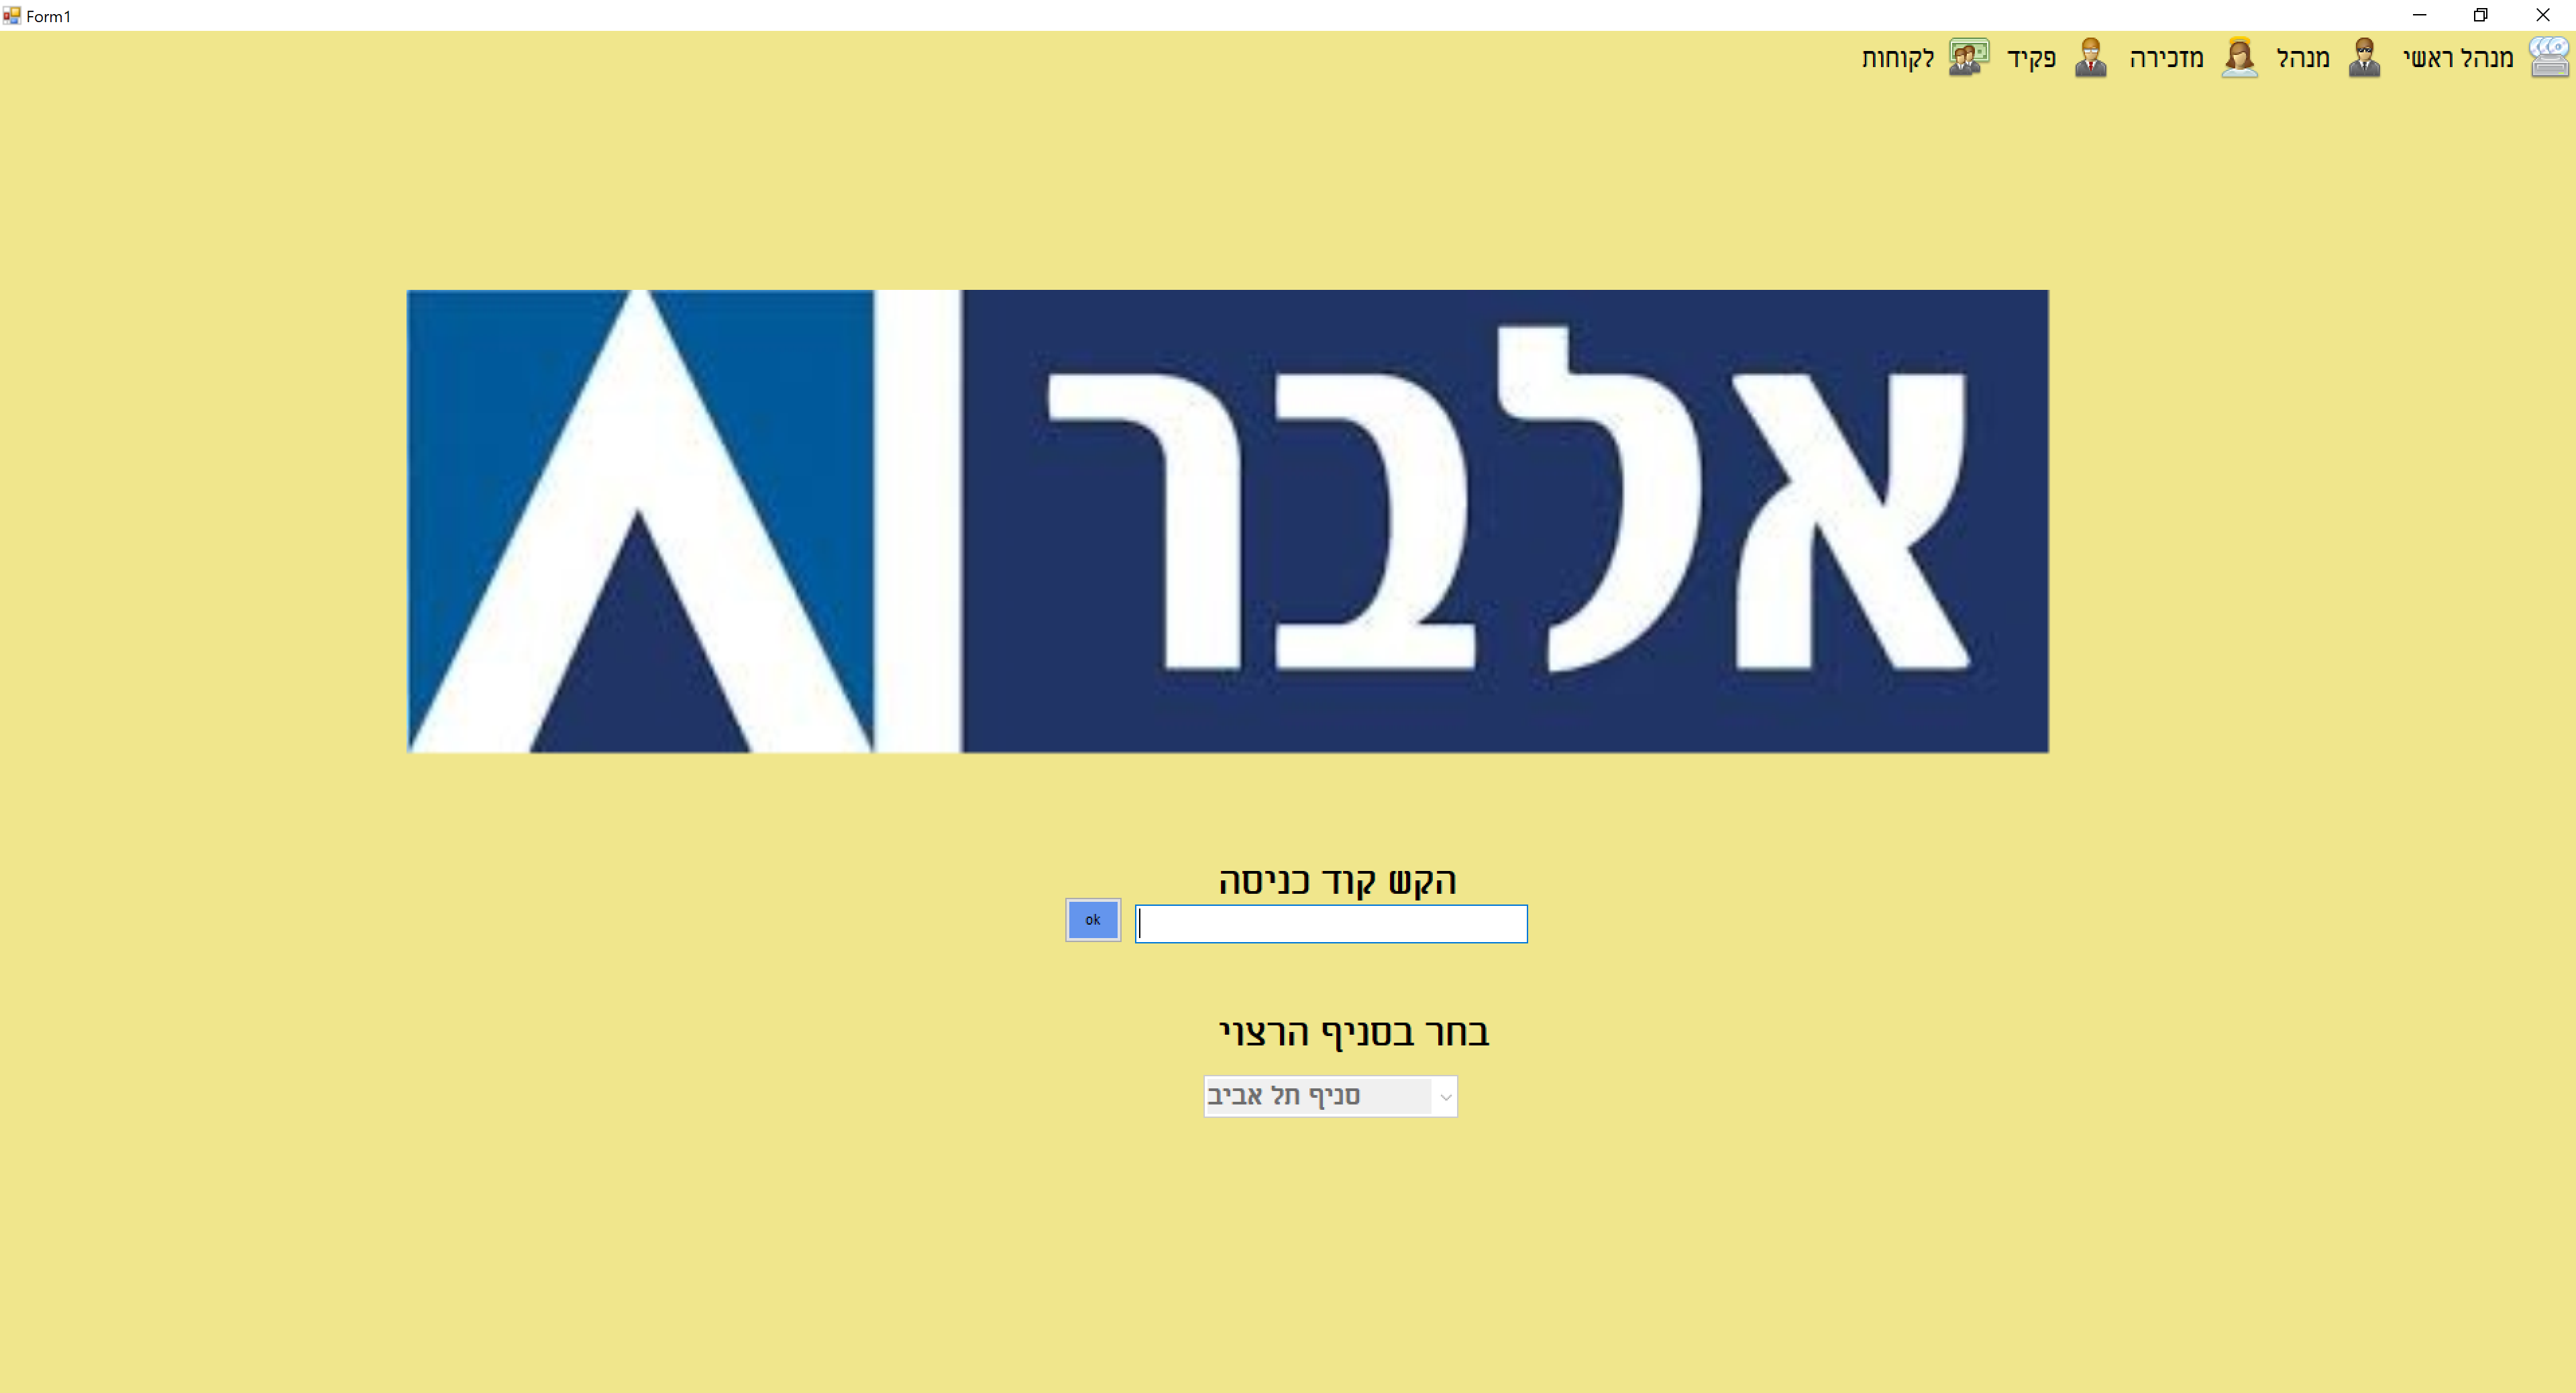 Form1
מנהל ראשי מנהל מזכירה פקיד לקוחות
אלבר
הקש קוד כניסה
ok
בחר בסניף הרצוי
סניף תל אביב